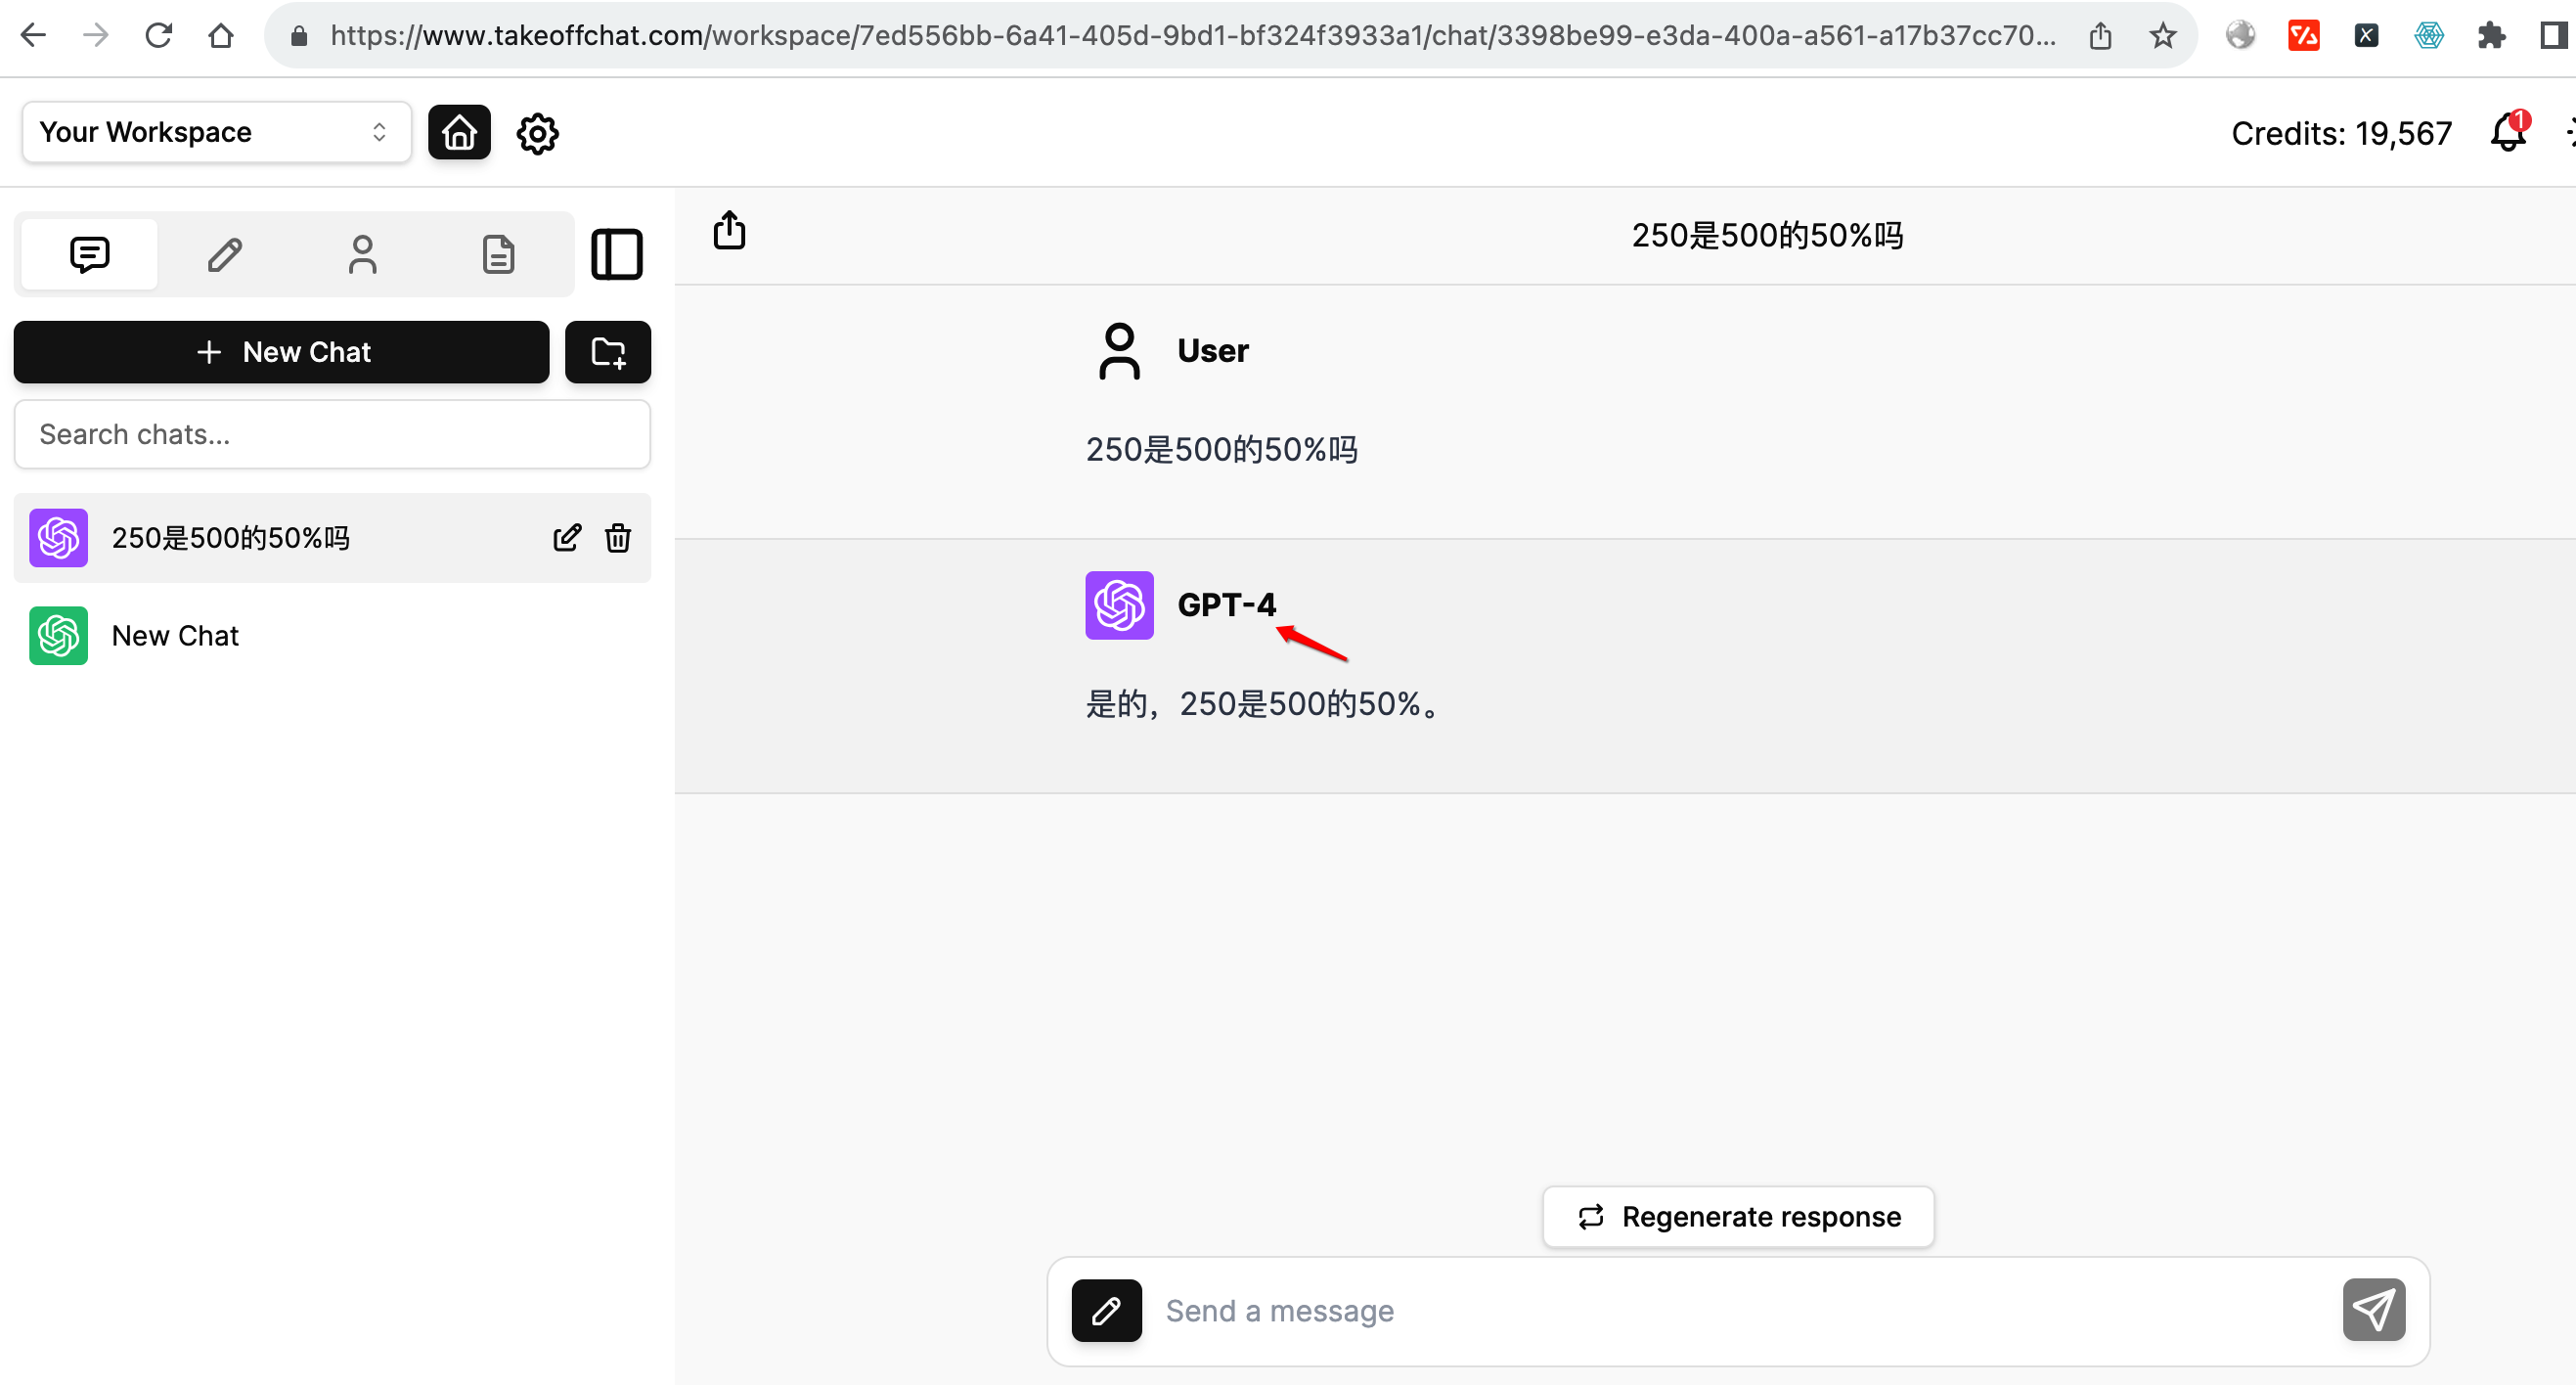 https://www.takeoffchat.com/workspace/7ed556bb-6a41-405d-9bd1-bf324f3933a1/chat/3398be99-e3da-400a-a561-a17b37cc70...
Your Workspace
Credits: 19,567
1
250是500的50%吗
New Chat
User
Search chats...
250是500的50%吗
250是500的50%吗
GPT-4
New Chat
是的，250是500的50%。
Regenerate response
Send a message